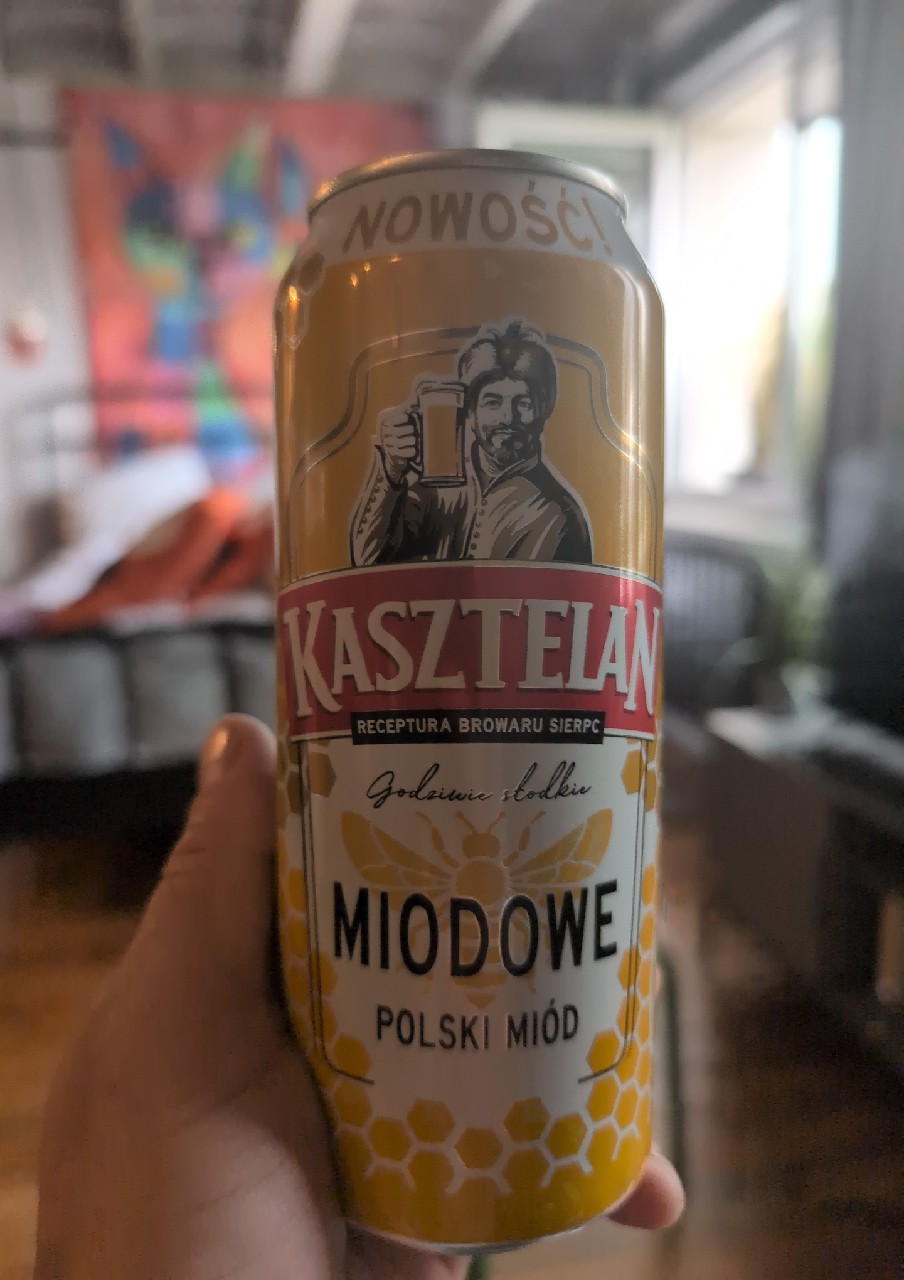 NOWOŚĆ!
KASZTELAN
RECEPTURA BROWARU SIERPC
Godziwie słodkie
MIODOWE
POLSKI MIÓD